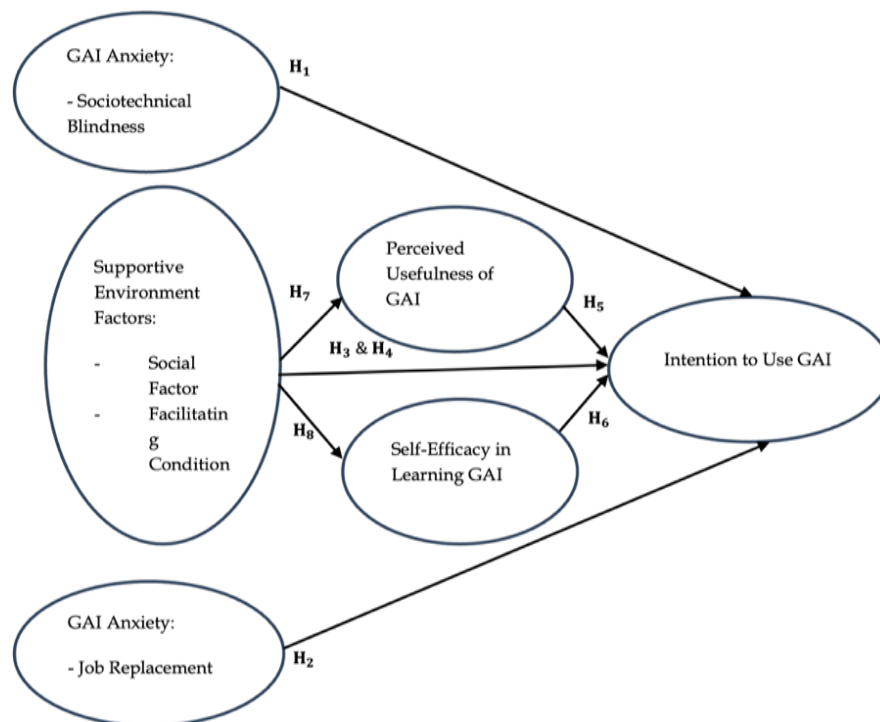 GAI Anxiety:
- Sociotechnical
Blindness
H₁
Supportive
Environment
Factors:
- Social
Factor
- Facilitatin
g
Condition
H₇
Perceived
Usefulness of
GAI
H₅
H₃ & H₄
Intention to Use GAI
H₈
Self-Efficacy in
Learning GAI
H₆
GAI Anxiety:
- Job Replacement
H₂